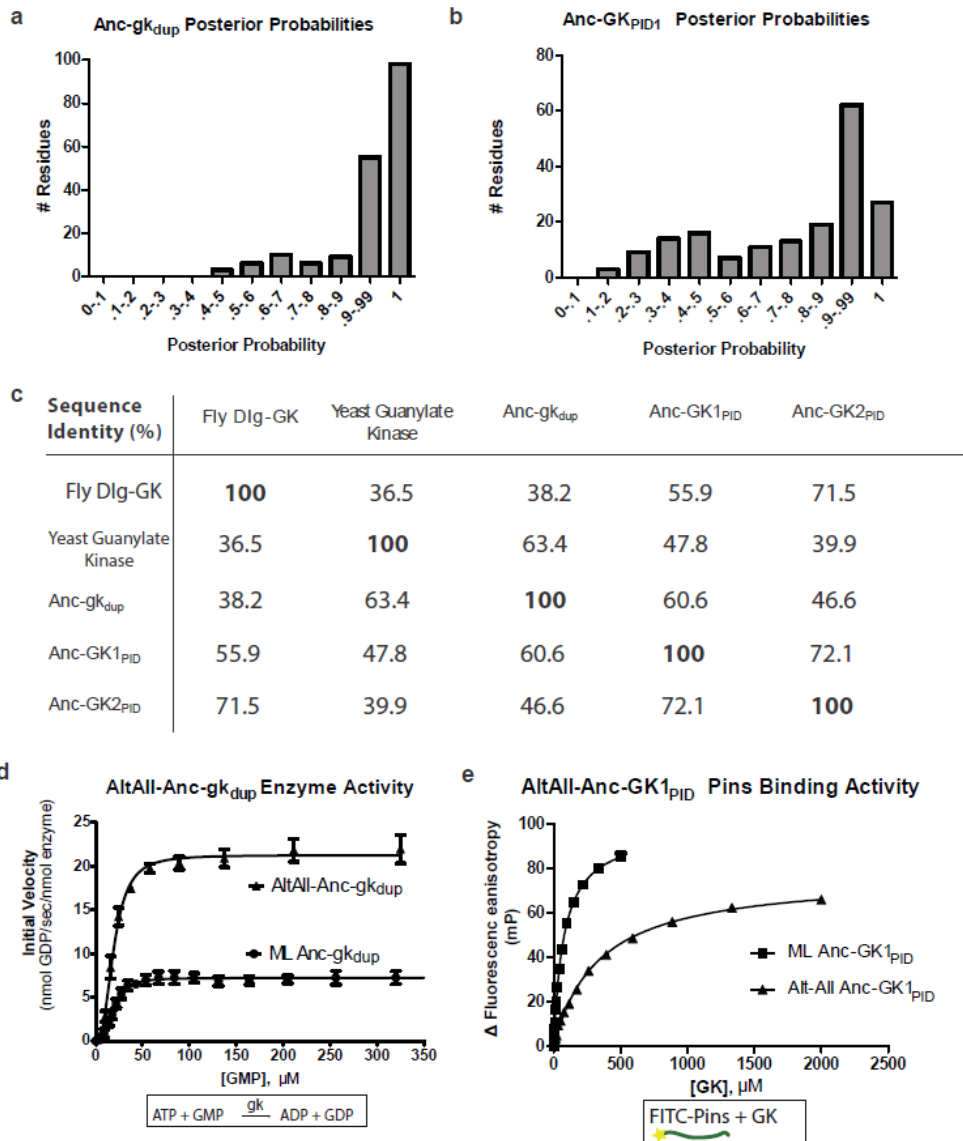 a
Anc-gkdup Posterior Probabilities
100
80
60
40
20
0
# Residues
0-.1
.1-.2
.2-.3
.3-.4
.4-.5
.5-.6
.6-.7
.7-.8
.8-.9
.9-.99
1
Posterior Probability
b
Anc-GKPID1 Posterior Probabilities
80
60
40
20
0
# Residues
0-.1
.1-.2
.2-.3
.3-.4
.4-.5
.5-.6
.6-.7
.7-.8
.8-.9
.9-.99
1
Posterior Probability
c
Sequence Identity (%) Fly Dlg-GK Yeast Guanylate Kinase Anc-gkdup Anc-GK1PID Anc-GK2PID
Fly Dlg-GK 100 36.5 38.2 55.9 71.5
Yeast Guanylate Kinase 36.5 100 63.4 47.8 39.9
Anc-gkdup 38.2 63.4 100 60.6 46.6
Anc-GK1PID 55.9 47.8 60.6 100 72.1
Anc-GK2PID 71.5 39.9 46.6 72.1 100
d
AltAll-Anc-gkdup Enzyme Activity
25
20
15
10
5
0
Initial Velocity
(nmol GDP/sec/nmol enzyme)
AltAll-Anc-gkdup
ML Anc-gkdup
0 50 100 150 200 250 300 350
[GMP], µM
ATP + GMP gk ADP + GDP
e
AltAll-Anc-GK1PID Pins Binding Activity
100
80
60
40
20
0
Δ Fluorescenc eanisotropy
(mP)
ML Anc-GK1PID
Alt-All Anc-GK1PID
0 500 1000 1500 2000 2500
[GK], µM
FITC-Pins + GK